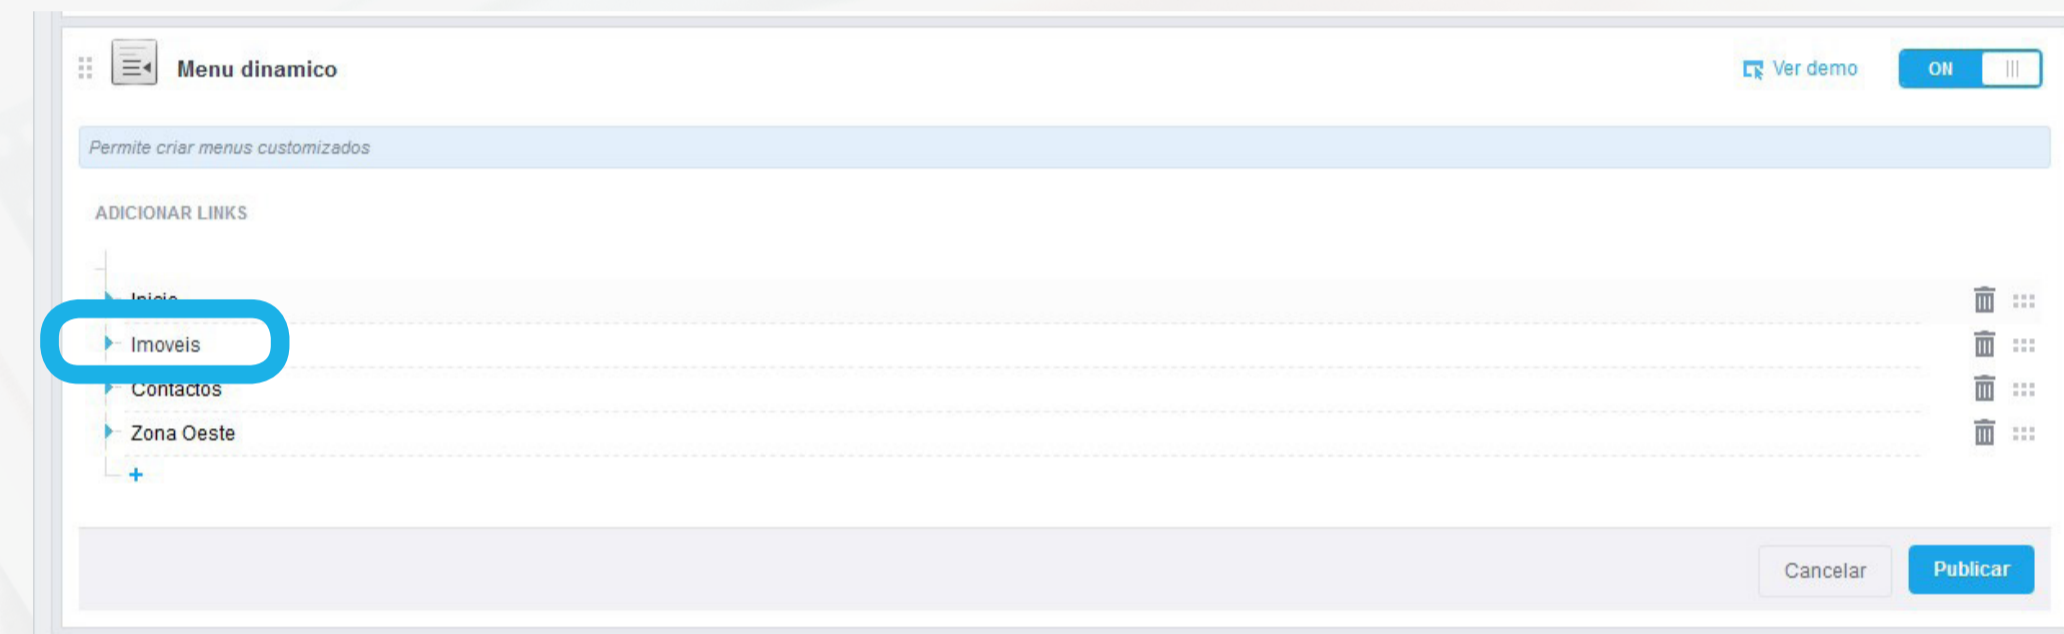 Menu dinamico
Ver demo
ON
Permite criar menus customizados
ADICIONAR LINKS
Inicio
Imoveis
Contactos
Zona Oeste
+
Cancelar
Publicar